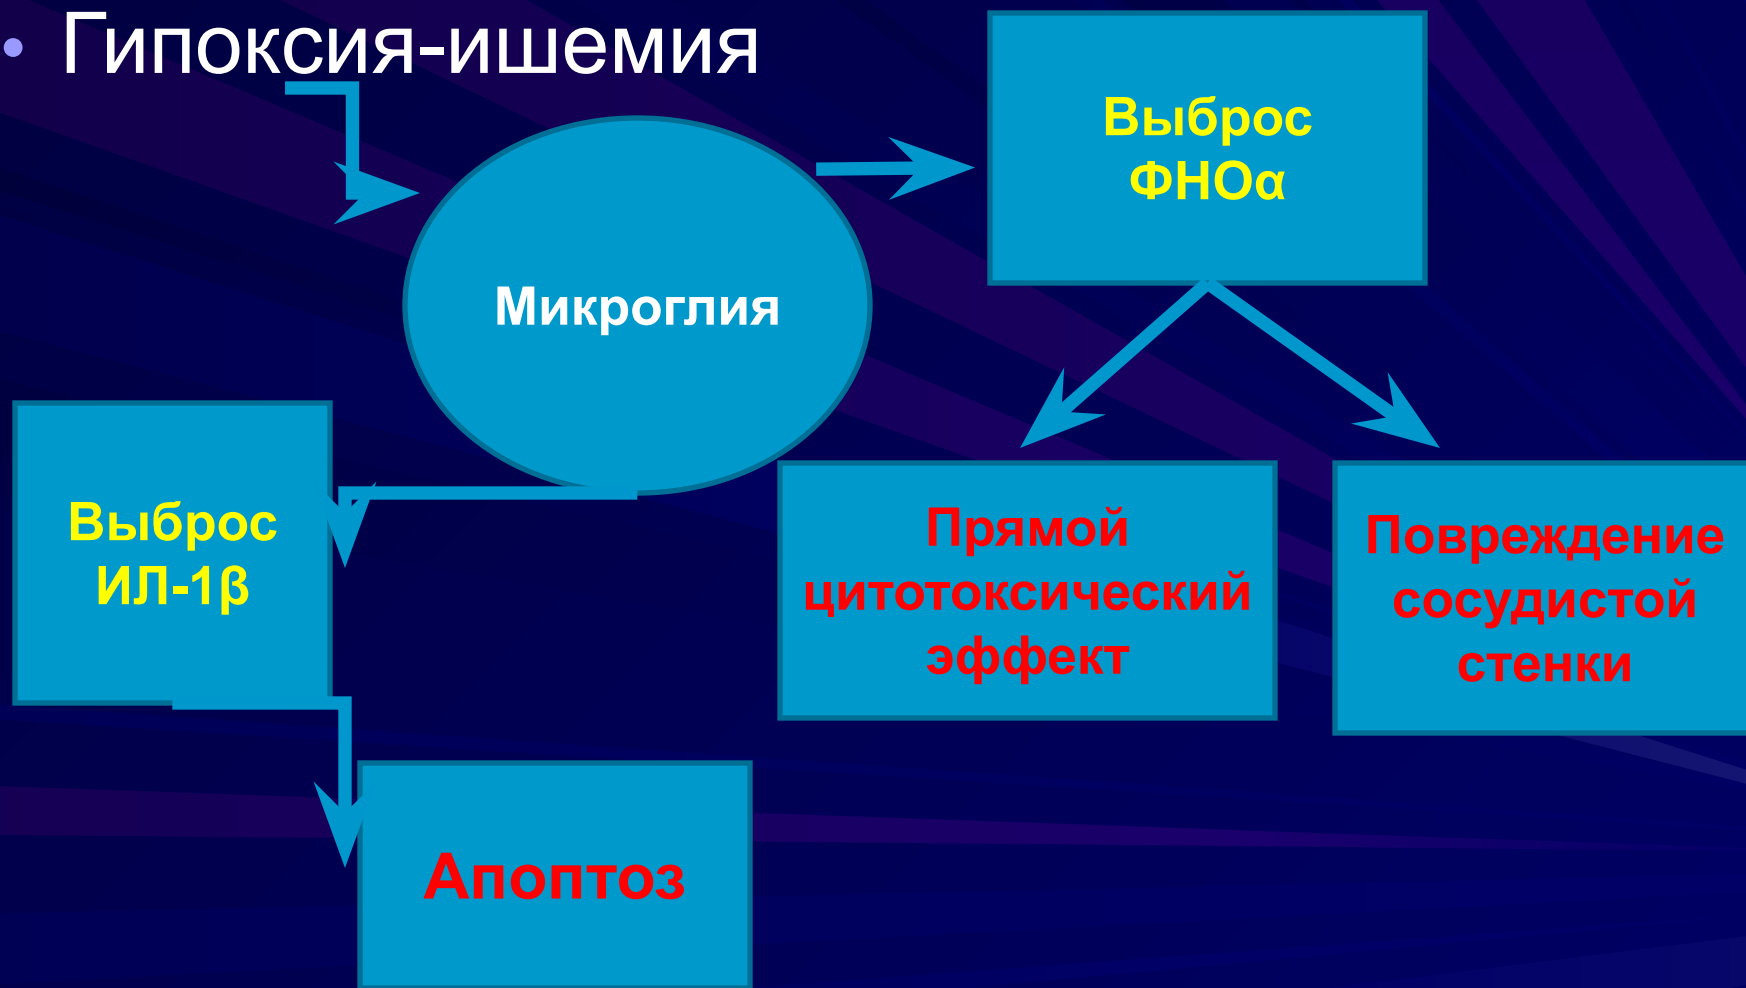 • Гипоксия-ишемия
Выброс
ФНОα
Микроглия
Выброс
ИЛ-1β
Прямой
цитотоксический
эффект
Повреждение
сосудистой
стенки
Апоптоз